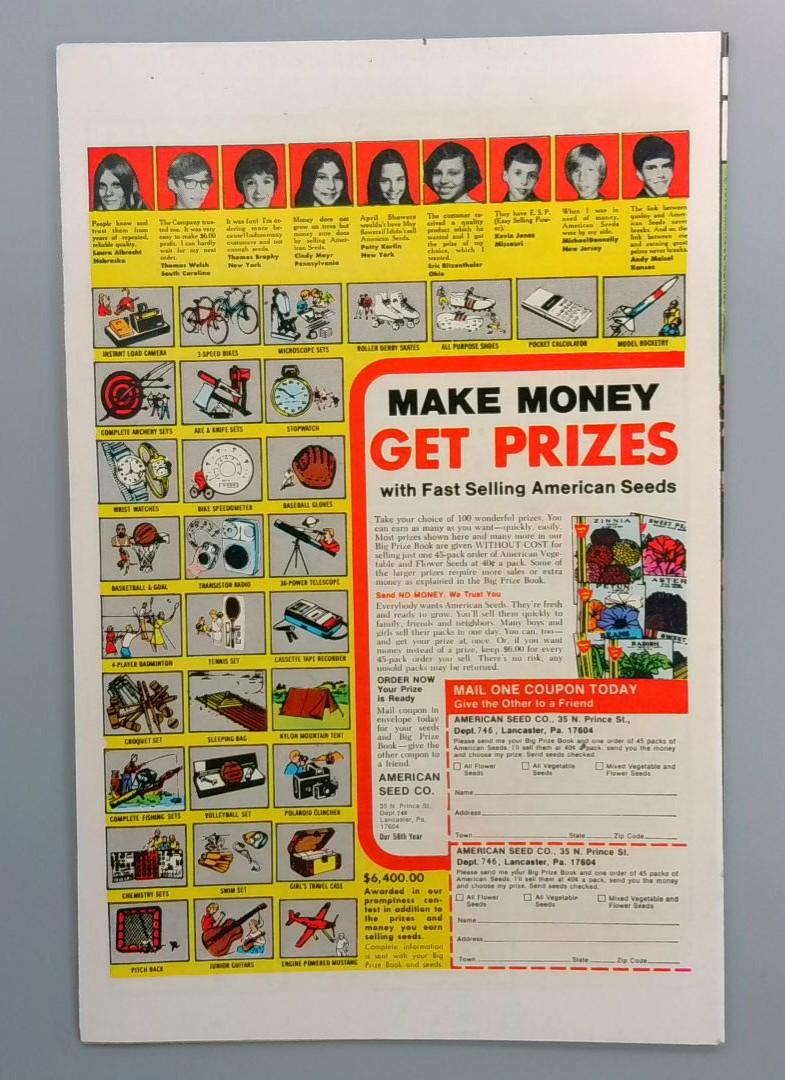 People know and
trust them from
years of repeated,
reliable quality.
Laura Albrecht
Nebraska
The Company trus-
ted me. It was very
easy to make $6.00
profit. I can hardly
wait for my next
order.
Thomas Welsh
South Carolina
It was fun! I'm or-
dering more be-
cause I had so many
customers and not
enough seeds.
Thomas Brophy
New York
Money does not
grow on trees but
money sure does
by selling Ameri-
can Seeds.
Cindy Mayr
Pennsylvania
April Showers
wouldn't have May
flowers if I didn't sell
American Seeds.
Patty Karlin
New York
The customer re-
ceived a quality
product which he
wanted and I got
the prize of my
choice, which I
wanted.
Eric Bitzenthaler
Ohio
They have E. S. P.
(Easy Selling Pow-
er).
Kevin Jones
Missouri
When I was in
need of money,
American Seeds
were by my side.
Michael Donnelly
New Jersey
The link between
quality and Amer-
ican Seeds never
breaks. And so, the
link between me
and earning great
prizes never breaks.
Andy Meisel
Kansas
INSTANT LOAD CAMERA
3-SPEED BIKES
MICROSCOPE SETS
ROLLER DERBY SKATES
ALL PURPOSE SHOES
POCKET CALCULATOR
MODEL ROCKETRY
COMPLETE ARCHERY SETS
AXE & KNIFE SETS
STOPWATCH
WRIST WATCHES
BIKE SPEEDOMETER
BASEBALL GLOVES
BASKETBALL & GOAL
TRANSISTOR RADIO
30-POWER TELESCOPE
4-PLAYER BADMINTON
TENNIS SET
CASSETTE TAPE RECORDER
CROQUET SET
SLEEPING BAG
NYLON MOUNTAIN TENT
COMPLETE FISHING SETS
VOLLEYBALL SET
POLAROID CLINCHER
CHEMISTRY SETS
SWIM SET
GIRL'S TRAVEL CASE
PITCH BACK
JUNIOR GUITARS
ENGINE POWERED MUSTANG
MAKE MONEY
GET PRIZES
with Fast Selling American Seeds
Take your choice of 100 wonderful prizes. You
can earn as many as you want—quickly, easily.
Most prizes shown here and many more in our
Big Prize Book are given WITHOUT COST for
selling just one 45-pack order of American Vege-
table and Flower Seeds at 40¢ a pack. Some of
the larger prizes require more sales or extra
money as explained in the Big Prize Book.
Send NO MONEY, We Trust You
Everybody wants American Seeds. They're fresh
and ready to grow. You'll sell them quickly to
family, friends and neighbors. Many boys and
girls sell their packs in one day. You can, too—
and get your prize at once. Or, if you want
money instead of a prize, keep $6.00 for every
45-pack order you sell. There's no risk, any
unsold packs may be returned.
ZINNIA
SWEET PE
ASTER
BEANS
RADISH
SWEET
ORDER NOW
Your Prize
is Ready
Mail coupon in
envelope today
for your seeds
and Big Prize
Book—give the
other coupon to
a friend.
AMERICAN
SEED CO.
35 N. Prince St.
Dept 746
Lancaster, Pa.
17604
Our 58th Year
$6,400.00
Awarded in our
promptness con-
test in addition to
the prizes and
money you earn
selling seeds.
Complete information
is sent with your Big
Prize Book and seeds.
MAIL ONE COUPON TODAY
Give the Other to a Friend
AMERICAN SEED CO., 35 N. Prince St.,
Dept. 746, Lancaster, Pa. 17604
Please send me your Big Prize Book and one order of 45 packs of
American Seeds. I'll sell them at 40¢ a pack, send you the money
and choose my prize. Send seeds checked.
All Flower Seeds
All Vegetable Seeds
Mixed Vegetable and Flower Seeds
Name
Address
Town State Zip Code
AMERICAN SEED CO., 35 N. Prince St.
Dept. 746, Lancaster, Pa. 17604
Please send me your Big Prize Book and one order of 45 packs of
American Seeds. I'll sell them at 40¢ a pack, send you the money
and choose my prize. Send seeds checked.
All Flower Seeds
All Vegetable Seeds
Mixed Vegetable and Flower Seeds
Name
Address
Town State Zip Code